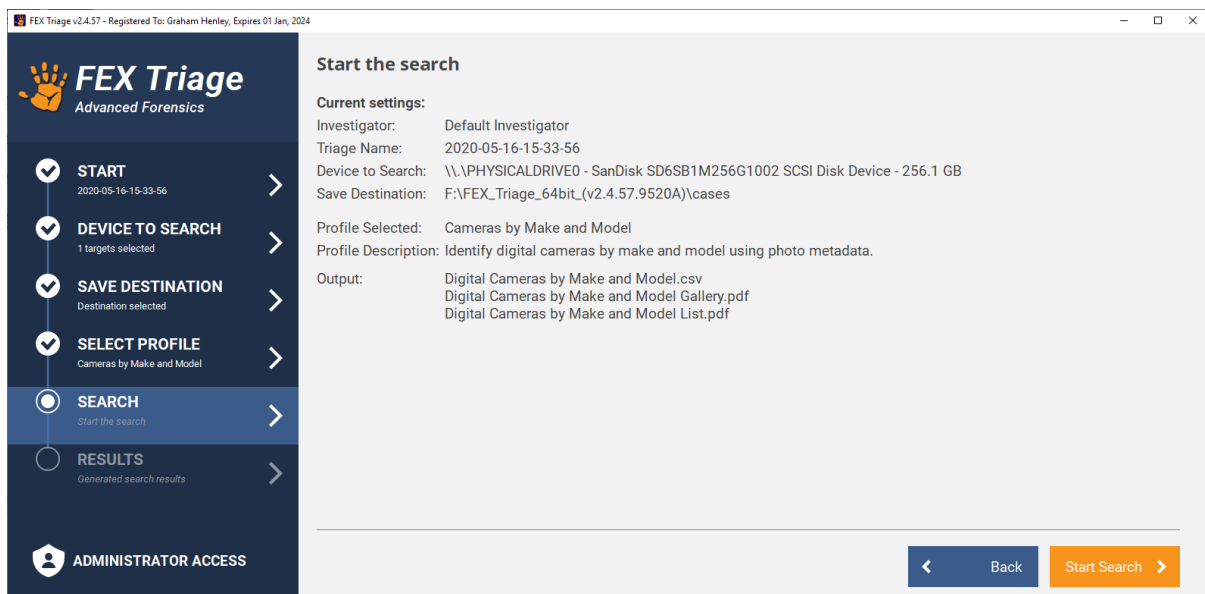 FEX Triage v2.4.57 - Registered To: Graham Henley, Expires 01 Jan, 2024
FEX Triage
Advanced Forensics
START
2020-05-16-15-33-56
DEVICE TO SEARCH
1 targets selected
SAVE DESTINATION
Destination selected
SELECT PROFILE
Cameras by Make and Model
SEARCH
Start the search
RESULTS
Generated search results
ADMINISTRATOR ACCESS
Start the search
Current settings:
Investigator: Default Investigator
Triage Name: 2020-05-16-15-33-56
Device to Search: \\.\PHYSICALDRIVE0 - SanDisk SD6SB1M256G1002 SCSI Disk Device - 256.1 GB
Save Destination: F:\FEX_Triage_64bit_(v2.4.57.9520A)\cases
Profile Selected: Cameras by Make and Model
Profile Description: Identify digital cameras by make and model using photo metadata.
Output: Digital Cameras by Make and Model.csv
Digital Cameras by Make and Model Gallery.pdf
Digital Cameras by Make and Model List.pdf
Back
Start Search